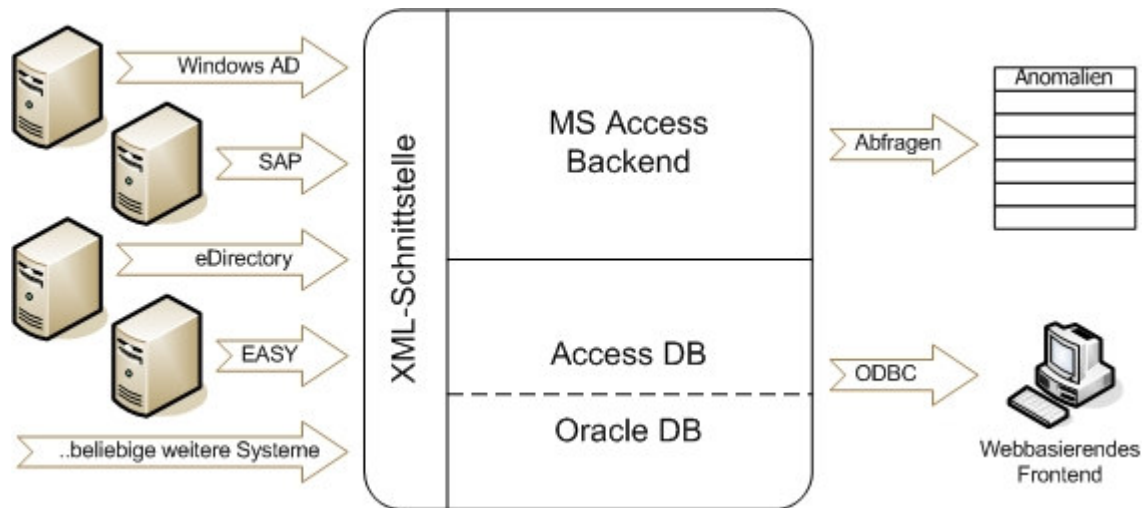 Windows AD
SAP
eDirectory
EASY
..beliebige weitere Systeme
XML-Schnittstelle
MS Access
Backend
Access DB
Oracle DB
Abfragen
ODBC
Anomalien
Webbasierendes
Frontend